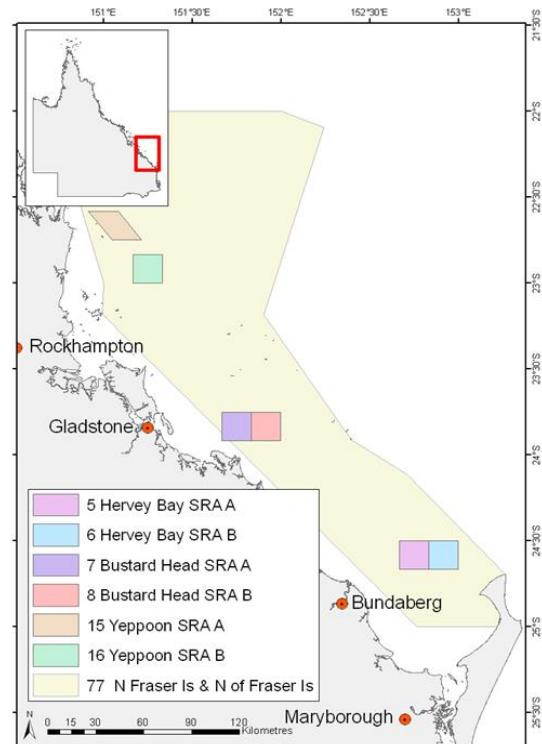 151°E 151°30'E 152°E 152°30'E 153°E
21°30'S
22°S
22°30'S
23°S
Rockhampton
23°30'S
Gladstone
24°S
5 Hervey Bay SRA A
6 Hervey Bay SRA B
24°30'S
7 Bustard Head SRA A
8 Bustard Head SRA B
Bundaberg
15 Yeppoon SRA A
25°S
16 Yeppoon SRA B
77 N Fraser Is & N of Fraser Is
25°30'S
N
0 15 30 60 90 120
Kilometres
Maryborough